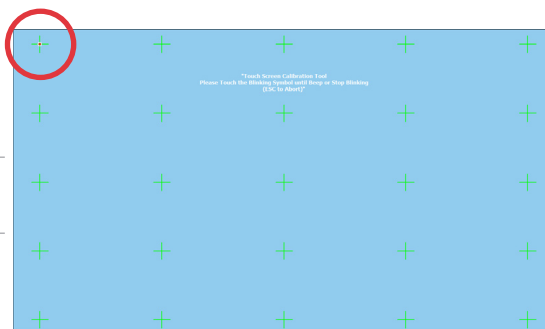 "Touch Screen Calibration Tool
Please Touch the Blinking Symbol until Beep or Stop Blinking
(ESC to Abort)"